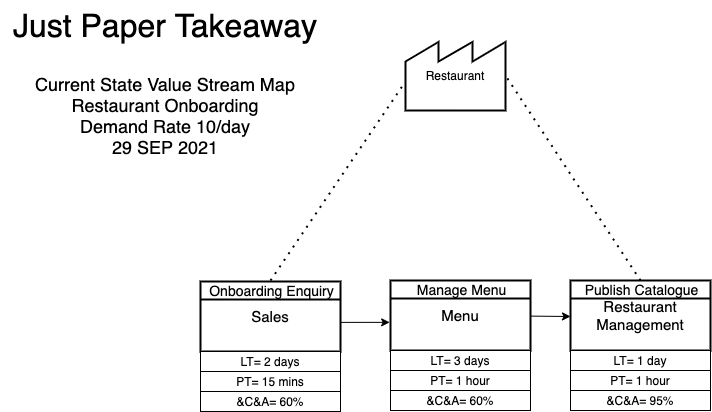 Just Paper Takeaway
Current State Value Stream Map
Restaurant Onboarding
Demand Rate 10/day
29 SEP 2021
Restaurant
Onboarding Enquiry
Sales
LT= 2 days
PT= 15 mins
&C&A= 60%
Manage Menu
Menu
LT= 3 days
PT= 1 hour
&C&A= 60%
Publish Catalogue
Restaurant
Management
LT= 1 day
PT= 1 hour
&C&A= 95%